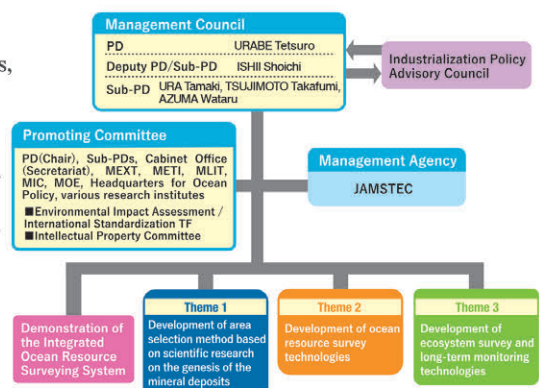 s,
Management Council
PD URABE Tetsuro
Deputy PD/Sub-PD ISHII Shoichi
Sub-PD URA Tamaki, TSUJIMOTO Takafumi,
AZUMA Wataru
Industrialization Policy
Advisory Council
Promoting Committee
PD(Chair), Sub-PDs, Cabinet Office
(Secretariat), MEXT, METI, MLIT,
MIC, MOE, Headquarters for Ocean
Policy, various research institutes
■Environmental Impact Assessment /
International Standardization TF
■Intellectual Property Committee
Management Agency
JAMSTEC
Demonstration of
the Integrated
Ocean Resource
Surveying System
Theme 1
Development of area
selection method based
on scientific research
on the genesis of the
mineral deposits
Theme 2
Development of ocean
resource survey
technologies
Theme 3
Development of
ecosystem survey and
long-term monitoring
technologies